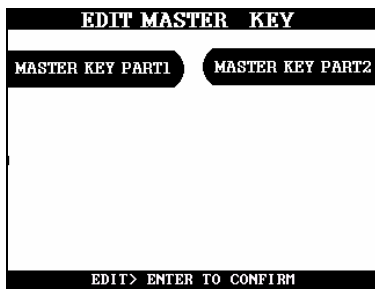 EDIT MASTER KEY
MASTER KEY PART1
MASTER KEY PART2
EDIT> ENTER TO CONFIRM